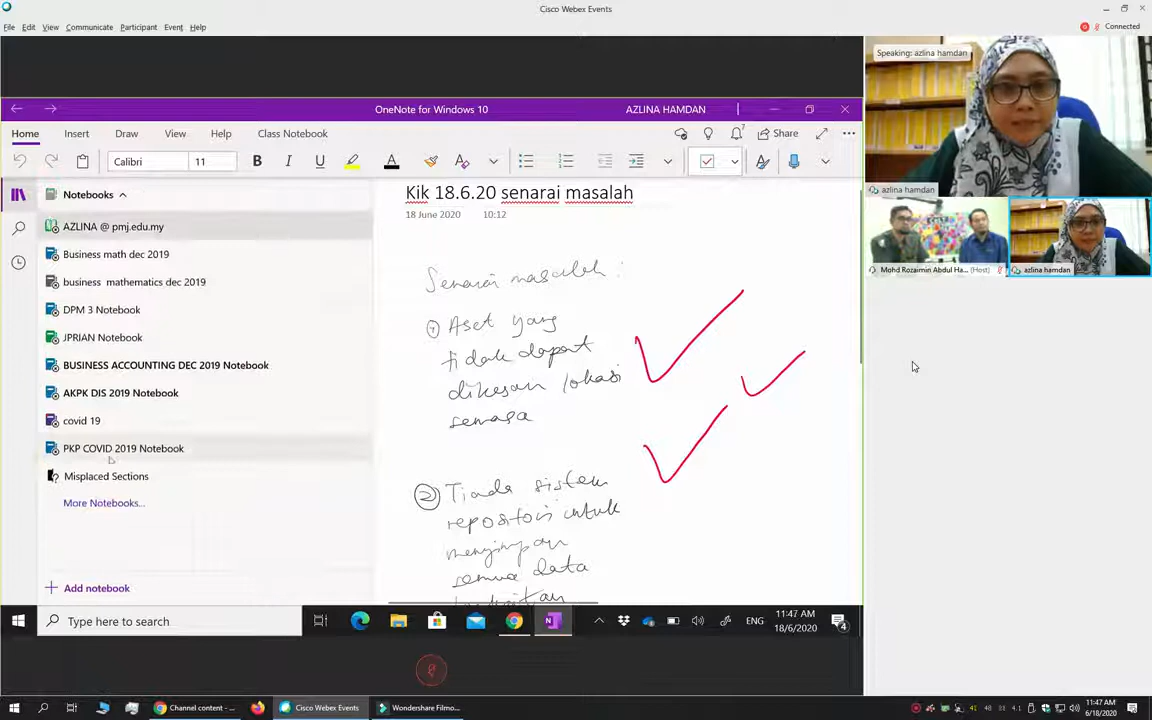 Cisco Webex Events
File Edit View Communicate Participant Event Help
Connected
Speaking: azlina hamdan
OneNote for Windows 10
AZLINA HAMDAN
Home Insert Draw View Help Class Notebook
Share
Calibri 11
Notebooks
AZLINA @ pmj.edu.my
Business math dec 2019
business mathematics dec 2019
DPM 3 Notebook
JPRIAN Notebook
BUSINESS ACCOUNTING DEC 2019 Notebook
AKPK DIS 2019 Notebook
covid 19
PKP COVID 2019 Notebook
Misplaced Sections
More Notebooks...
Add notebook
Kik 18.6.20 senarai masalah
18 June 2020 10:12
Senarai masalah :
1 Aset yang
tidak dapat
dikesan lokasi
semasa
2 Tiada sistem
repositori untuk
menyimpan
semua data
azlina hamdan
Mohd Rozaimin Abdul Ha... (Host)
azlina hamdan
Type here to search
ENG
11:47 AM
18/6/2020
4
Channel content - ...
Cisco Webex Events
Wondershare Filmo...
11:47 AM
6/18/2020